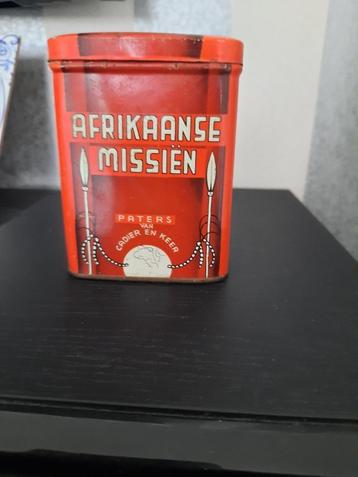 AFRIKAANSE
MISSIËN
PATERS
VAN
CADIER EN KEER